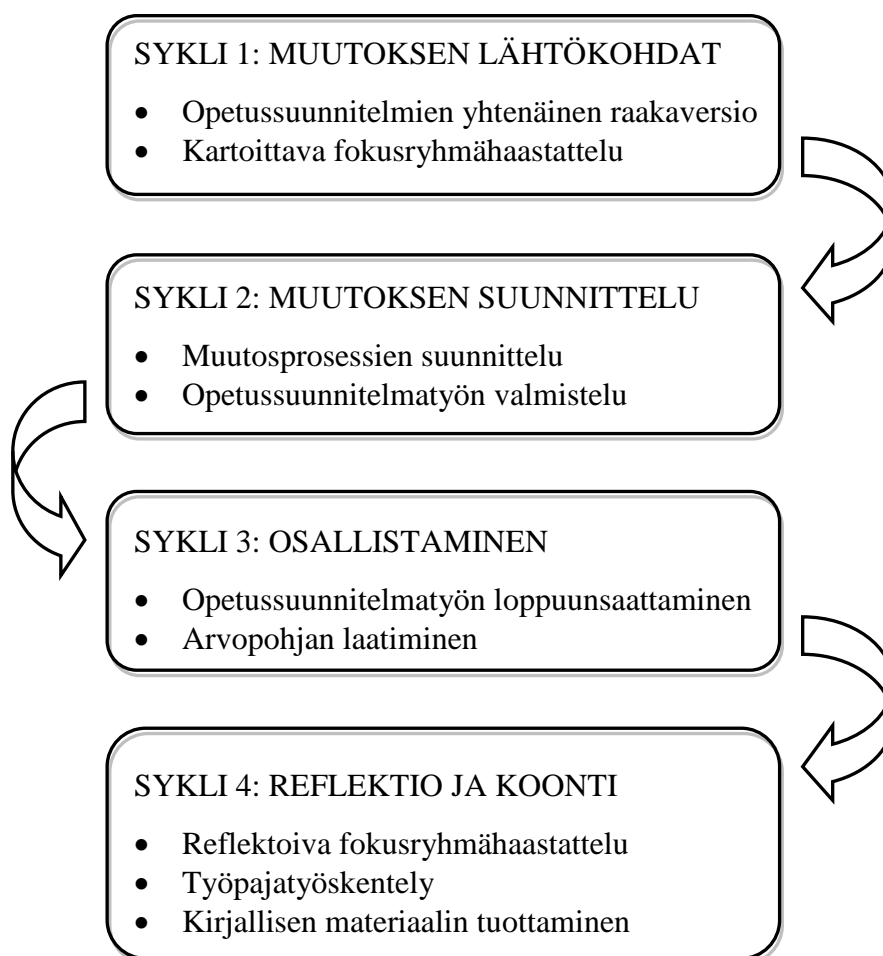 SYKLI 1: MUUTOKSEN LÄHTÖKOHDAT
• Opetussuunnitelmien yhtenäinen raakaversio
• Kartoittava fokusryhmähaastattelu
SYKLI 2: MUUTOKSEN SUUNNITTELU
• Muutosprosessien suunnittelu
• Opetussuunnitelmatyön valmistelu
SYKLI 3: OSALLISTAMINEN
• Opetussuunnitelmatyön loppuunsaattaminen
• Arvopohjan laatiminen
SYKLI 4: REFLEKTIO JA KOONTI
• Reflektoiva fokusryhmähaastattelu
• Työpajatyöskentely
• Kirjallisen materiaalin tuottaminen